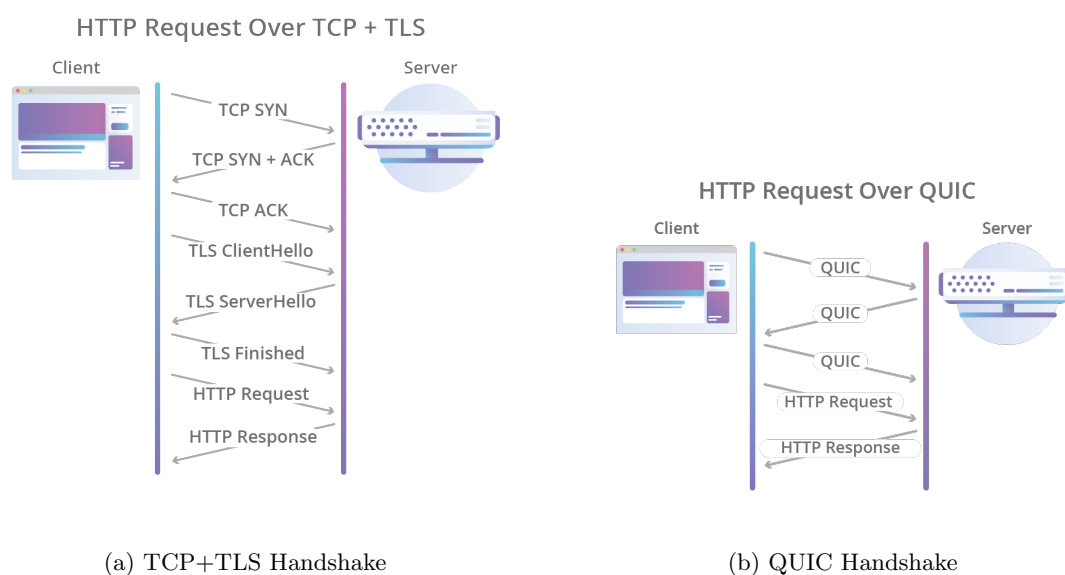 HTTP Request Over TCP + TLS
Client
Server
TCP SYN
TCP SYN + ACK
TCP ACK
TLS ClientHello
TLS ServerHello
TLS Finished
HTTP Request
HTTP Response
(a) TCP+TLS Handshake
HTTP Request Over QUIC
Client
Server
QUIC
QUIC
QUIC
HTTP Request
HTTP Response
(b) QUIC Handshake